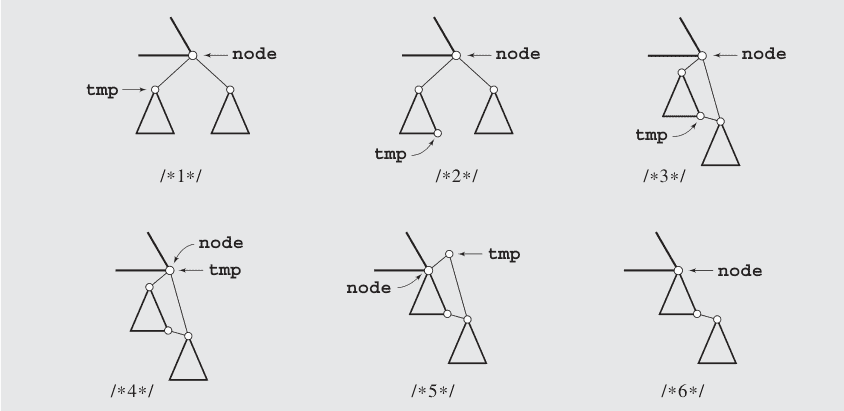 node
tmp
/*1*/
node
tmp
/*2*/
node
tmp
/*3*/
node
tmp
/*4*/
tmp
node
/*5*/
node
/*6*/